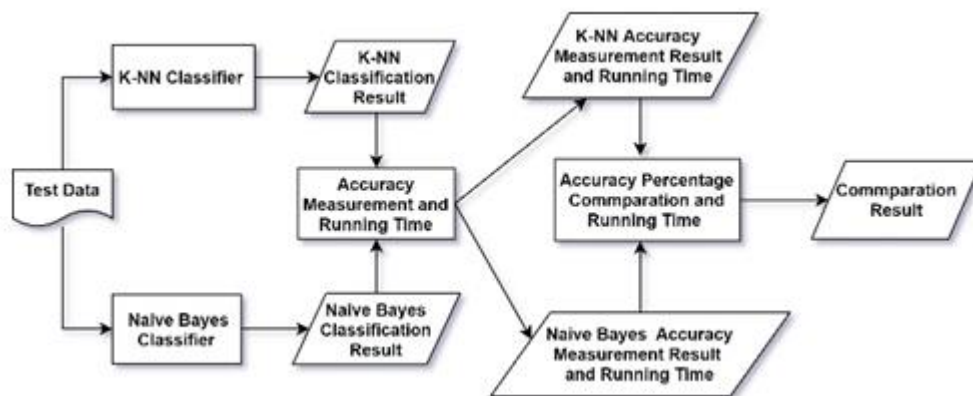 K-NN Classifier
K-NN
Classification
Result
K-NN Accuracy
Measurement Result
and Running Time
Test Data
Accuracy
Measurement and
Running Time
Accuracy Percentage
Commparation and
Running Time
Commparation
Result
Naive Bayes
Classifier
Naive Bayes
Classification
Result
Naive Bayes Accuracy
Measurement Result
and Running Time